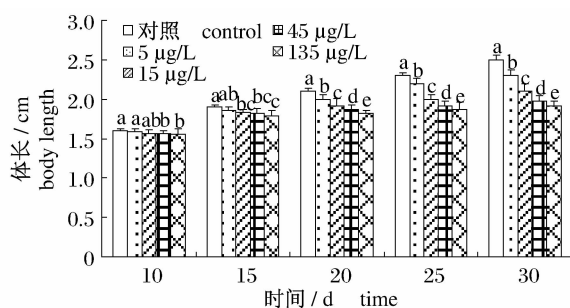 3.0
对照 control
45 μg/L
5 μg/L
135 μg/L
15 μg/L
2.5
2.0
1.5
1.0
0.5
0
体长 / cm
body length
a a ab b b
a ab bc bc c
a b c d e
a b c d e
a b c d e
10 15 20 25 30
时间 / d time